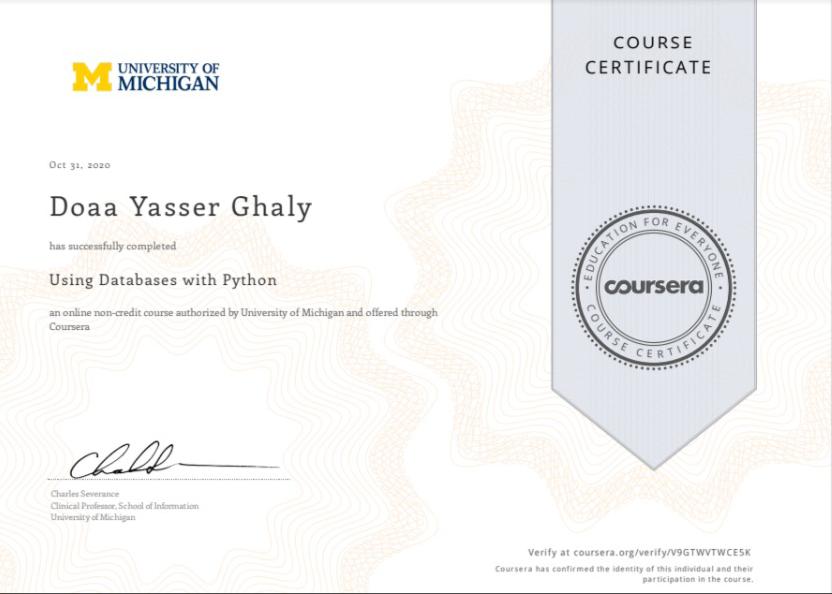 UNIVERSITY OF
MICHIGAN
COURSE
CERTIFICATE
Oct 31, 2020
Doaa Yasser Ghaly
has successfully completed
Using Databases with Python
an online non-credit course authorized by University of Michigan and offered through
Coursera
EDUCATION FOR EVERYONE
coursera
COURSE CERTIFICATE
Charles Severance
Clinical Professor, School of Information
University of Michigan
Verify at coursera.org/verify/V9GTWVTWCE5K
Coursera has confirmed the identity of this individual and their
participation in the course.